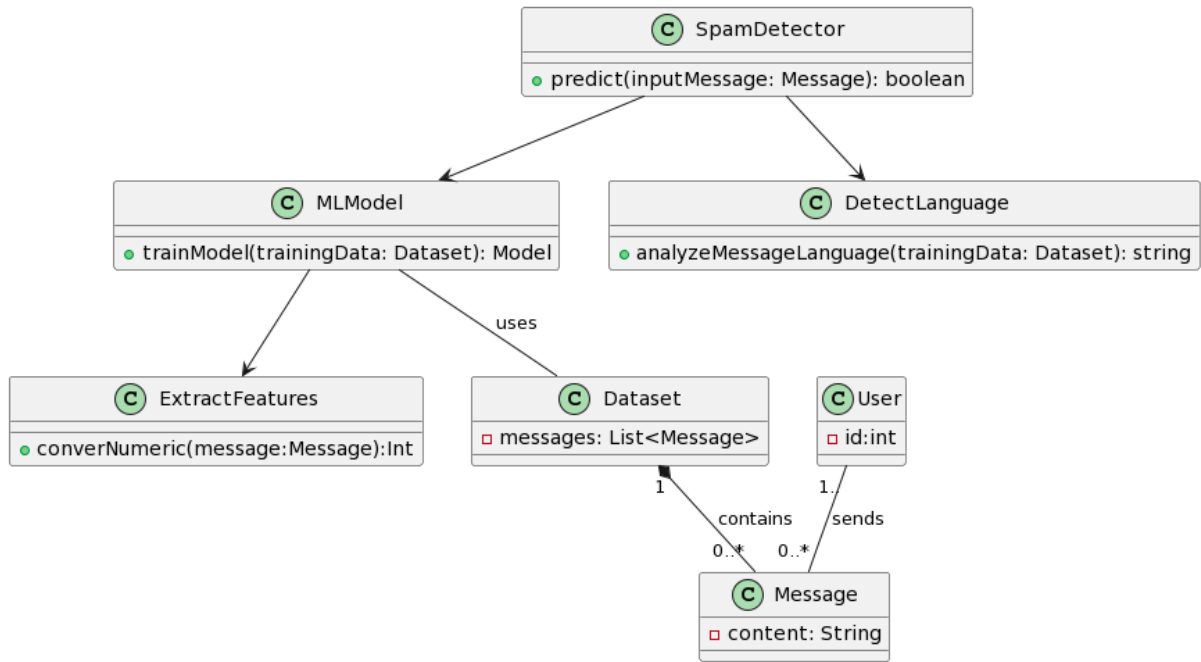 C SpamDetector
predict(inputMessage: Message): boolean
C MLModel
trainModel(trainingData: Dataset): Model
C DetectLanguage
analyzeMessageLanguage(trainingData: Dataset): string
uses
C ExtractFeatures
converNumeric(message:Message):Int
C Dataset
messages: List<Message>
C User
id:int
1
1..
contains
sends
0..*
0..*
C Message
content: String